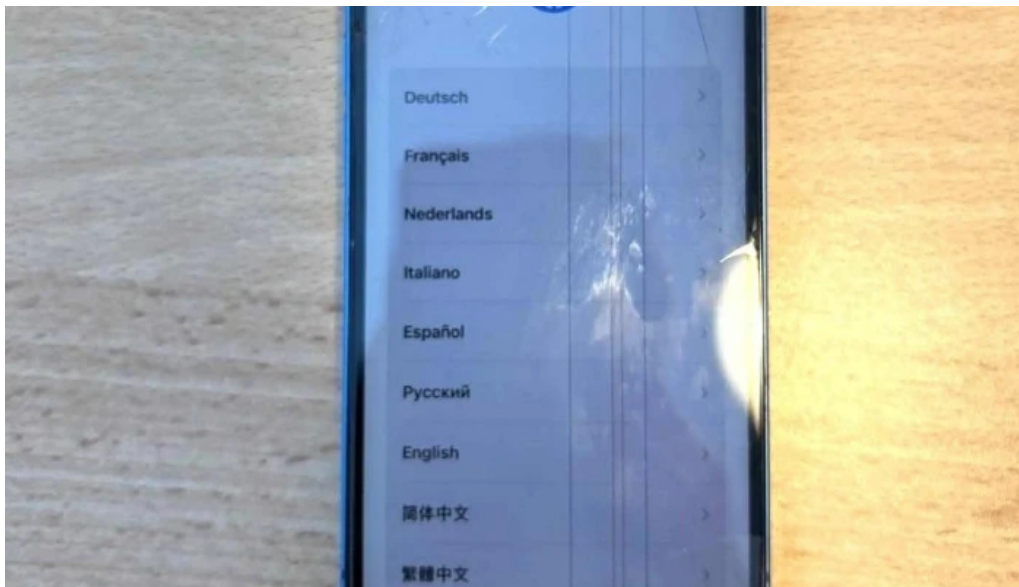 Deutsch
Français
Nederlands
Italiano
Español
Русский
English
简体中文
繁體中文